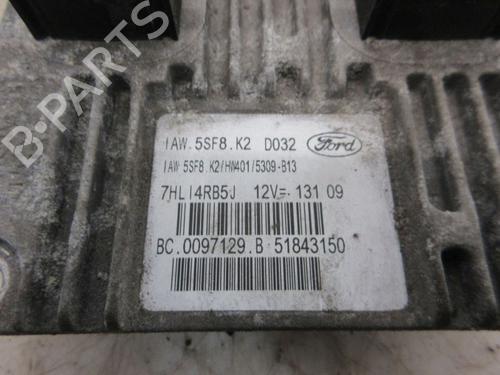 IAW.5SF8.K2 D032 Ford
IAW 5SF8.K2/HW401/5309-B13
7HLI4RB5J 12V= 131 09
BC.0097129.B 51843150
B-PARTS